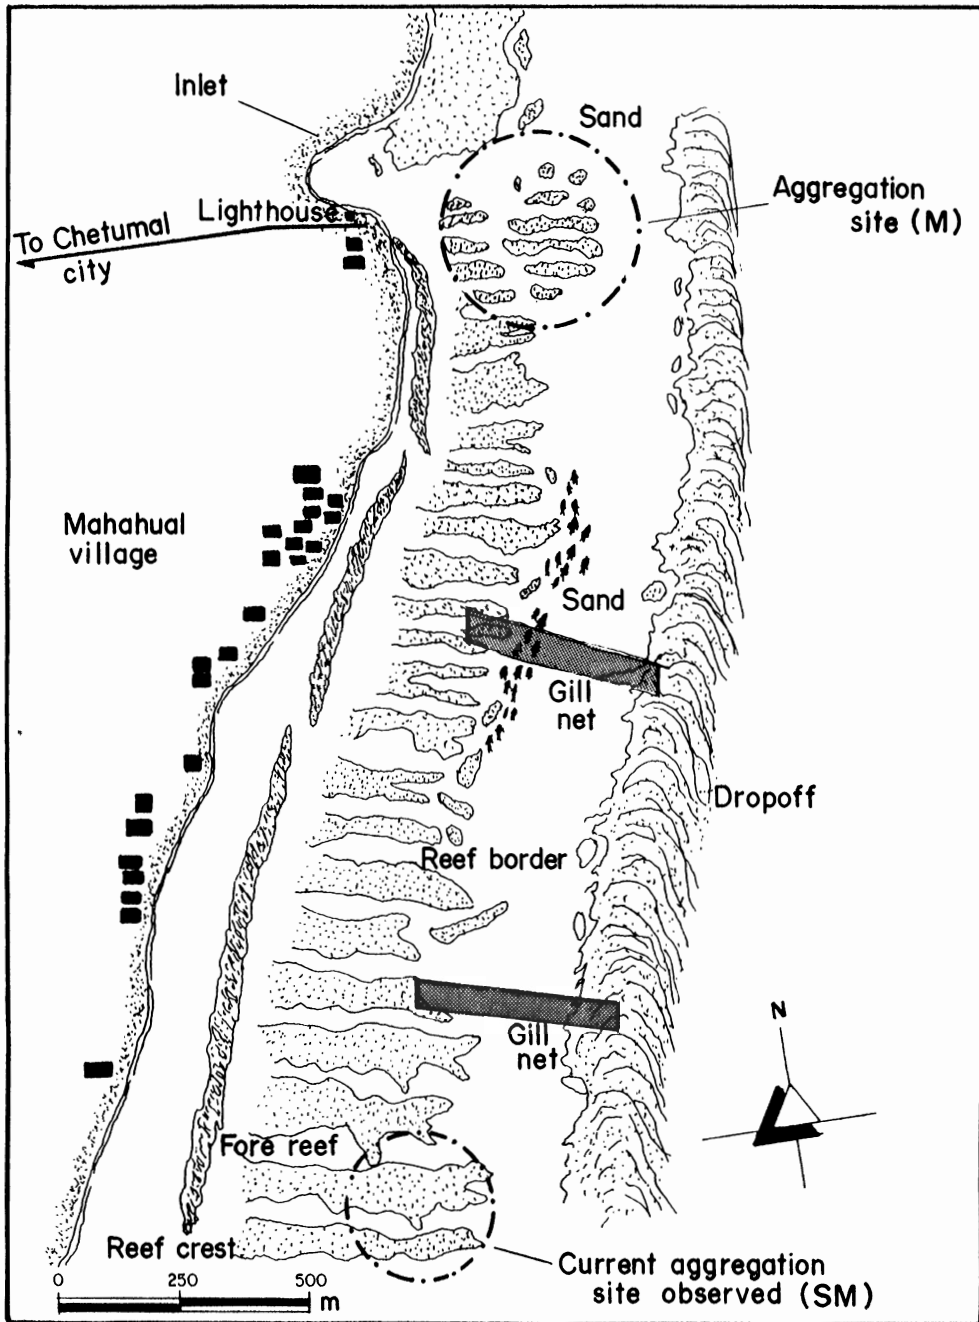 Inlet
Sand
Lighthouse
Aggregation
site (M)
To Chetumal
city
Mahahual
village
Sand
Gill
net
Dropoff
Reef border
Gill
net
N
Fore reef
Reef crest
Current aggregation
site observed (SM)
0 250 500
m